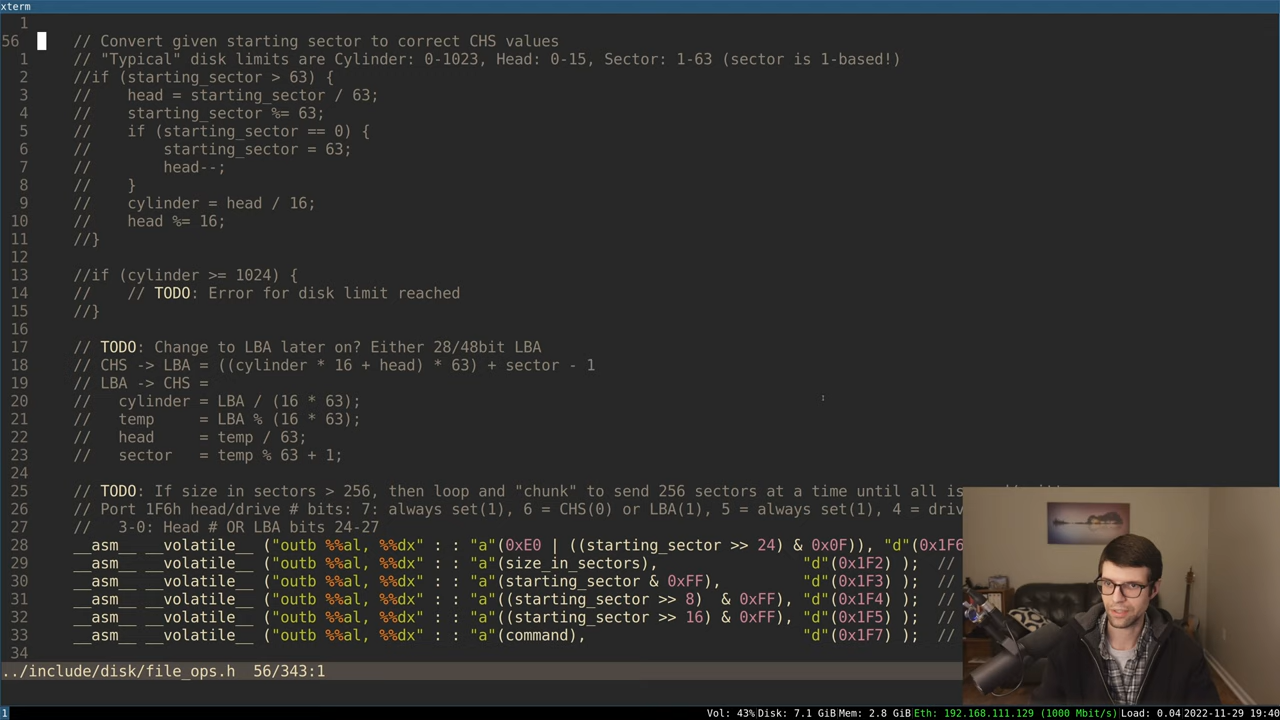 xterm
1
56 // Convert given starting sector to correct CHS values
1 // "Typical" disk limits are Cylinder: 0-1023, Head: 0-15, Sector: 1-63 (sector is 1-based!)
2 //if (starting_sector > 63) {
3 // head = starting_sector / 63;
4 // starting_sector %= 63;
5 // if (starting_sector == 0) {
6 // starting_sector = 63;
7 // head--;
8 // }
9 // cylinder = head / 16;
10 // head %= 16;
11 //}
12
13 //if (cylinder >= 1024) {
14 // // TODO: Error for disk limit reached
15 //}
16
17 // TODO: Change to LBA later on? Either 28/48bit LBA
18 // CHS -> LBA = ((cylinder * 16 + head) * 63) + sector - 1
19 // LBA -> CHS =
20 // cylinder = LBA / (16 * 63);
21 // temp = LBA % (16 * 63);
22 // head = temp / 63;
23 // sector = temp % 63 + 1;
24
25 // TODO: If size in sectors > 256, then loop and "chunk" to send 256 sectors at a time until all is
26 // Port 1F6h head/drive # bits: 7: always set(1), 6 = CHS(0) or LBA(1), 5 = always set(1), 4 = driv
27 // 3-0: Head # OR LBA bits 24-27
28 __asm__ __volatile__ ("outb %%al, %%dx" : : "a"(0xE0 | ((starting_sector >> 24) & 0x0F)), "d"(0x1F6
29 __asm__ __volatile__ ("outb %%al, %%dx" : : "a"(size_in_sectors), "d"(0x1F2) ); //
30 __asm__ __volatile__ ("outb %%al, %%dx" : : "a"(starting_sector & 0xFF), "d"(0x1F3) ); //
31 __asm__ __volatile__ ("outb %%al, %%dx" : : "a"((starting_sector >> 8) & 0xFF), "d"(0x1F4) ); //
32 __asm__ __volatile__ ("outb %%al, %%dx" : : "a"((starting_sector >> 16) & 0xFF), "d"(0x1F5) ); //
33 __asm__ __volatile__ ("outb %%al, %%dx" : : "a"(command), "d"(0x1F7) ); //
34
../include/disk/file_ops.h 56/343:1
1 Vol: 43% Disk: 7.1 GiB Mem: 2.8 GiB Eth: 192.168.111.129 (1000 Mbit/s) Load: 0.04 2022-11-29 19:40